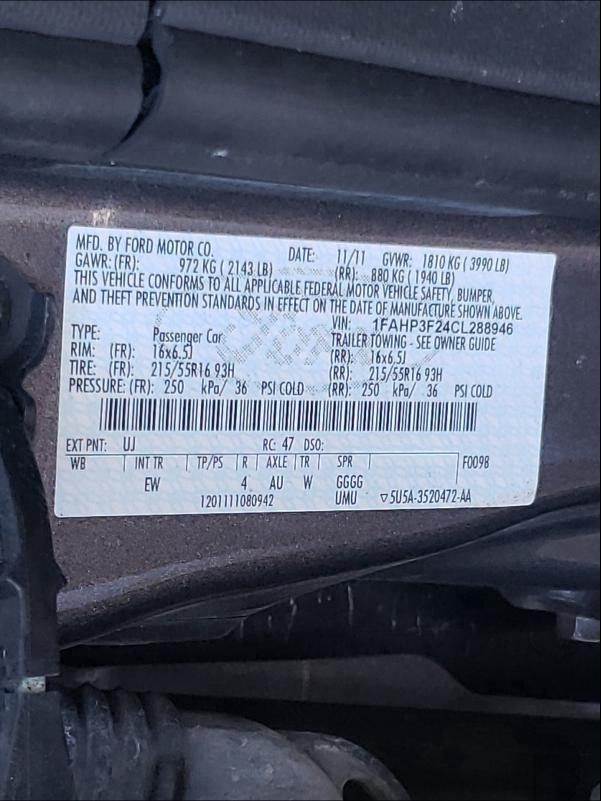 MFD. BY FORD MOTOR CO. DATE: 11/11 GVWR: 1810 KG ( 3990 LB)
GAWR: (FR): 972 KG ( 2143 LB) (RR): 880 KG ( 1940 LB)
THIS VEHICLE CONFORMS TO ALL APPLICABLE FEDERAL MOTOR VEHICLE SAFETY, BUMPER,
AND THEFT PREVENTION STANDARDS IN EFFECT ON THE DATE OF MANUFACTURE SHOWN ABOVE.
VIN: 1FAHP3F24CL288946
TYPE: Passenger Car TRAILER TOWING - SEE OWNER GUIDE
RIM: (FR): 16x6.5J (RR): 16x6.5J
TIRE: (FR): 215/55R16 93H (RR): 215/55R16 93H
PRESSURE: (FR): 250 kPa/ 36 PSI COLD (RR): 250 kPa/ 36 PSI COLD
EXT PNT: UJ RC: 47 DSO:
WB INT TR TP/PS R AXLE TR SPR F0098
EW 4 AU W GGGG
1201111080942 UMU ▽5U5A-3520472-AA